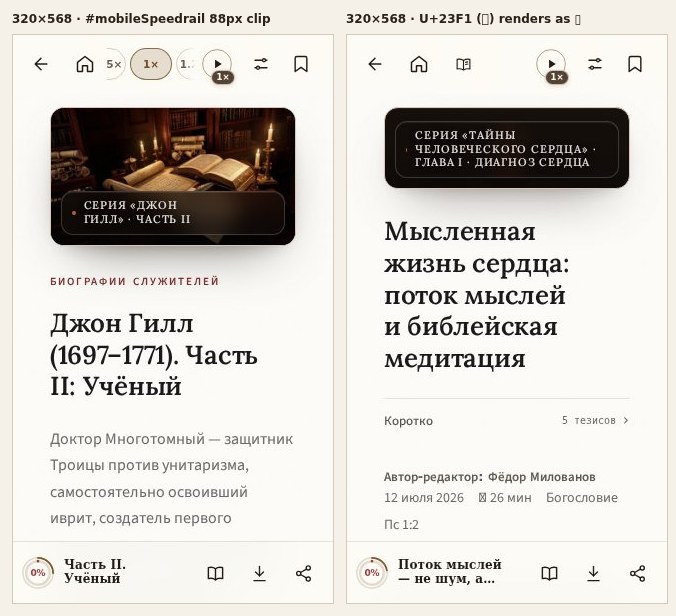 320×568 · #mobileSpeedrail 88px clip
5× 1× 1.
1×
СЕРИЯ «ДЖОН
ГИЛЛ» · ЧАСТЬ II
БИОГРАФИИ СЛУЖИТЕЛЕЙ
Джон Гилл
(1697–1771). Часть
II: Учёный
Доктор Многотомный — защитник
Троицы против унитаризма,
самостоятельно освоивший
иврит, создатель первого
0%
Часть II.
Учёный
320×568 · U+23F1 (▯) renders as ▯
1×
СЕРИЯ «ТАЙНЫ
ЧЕЛОВЕЧЕСКОГО СЕРДЦА» ·
ГЛАВА I · ДИАГНОЗ СЕРДЦА
Мысленная
жизнь сердца:
поток мыслей
и библейская
медитация
Коротко 5 тезисов ›
Автор-редактор: Фёдор Милованов
12 июля 2026 ▯ 26 мин Богословие
Пс 1:2
0%
Поток мыслей
— не шум, а…